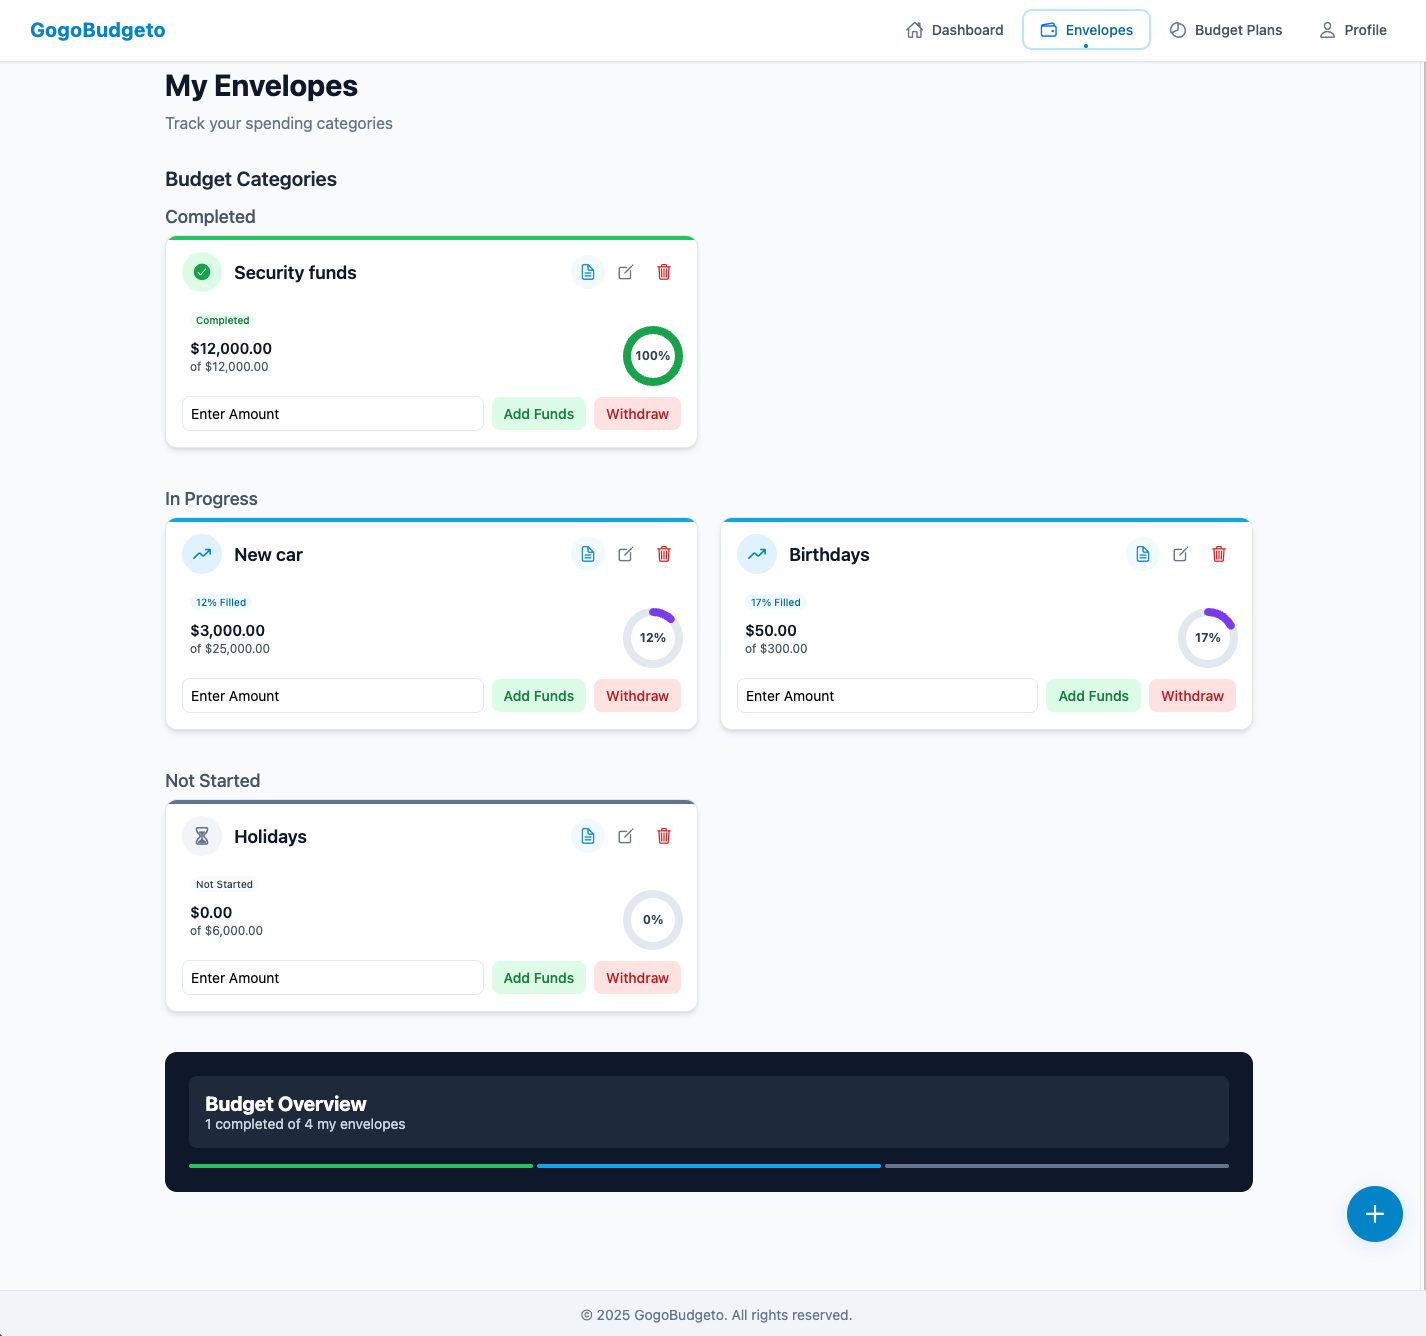 GogoBudgeto
Dashboard
Envelopes
Budget Plans
Profile
My Envelopes
Track your spending categories
Budget Categories
Completed
Security funds
Completed
$12,000.00
of $12,000.00
100%
Enter Amount
Add Funds
Withdraw
In Progress
New car
12% Filled
$3,000.00
of $25,000.00
12%
Enter Amount
Add Funds
Withdraw
Birthdays
17% Filled
$50.00
of $300.00
17%
Enter Amount
Add Funds
Withdraw
Not Started
Holidays
Not Started
$0.00
of $6,000.00
0%
Enter Amount
Add Funds
Withdraw
Budget Overview
1 completed of 4 my envelopes
© 2025 GogoBudgeto. All rights reserved.